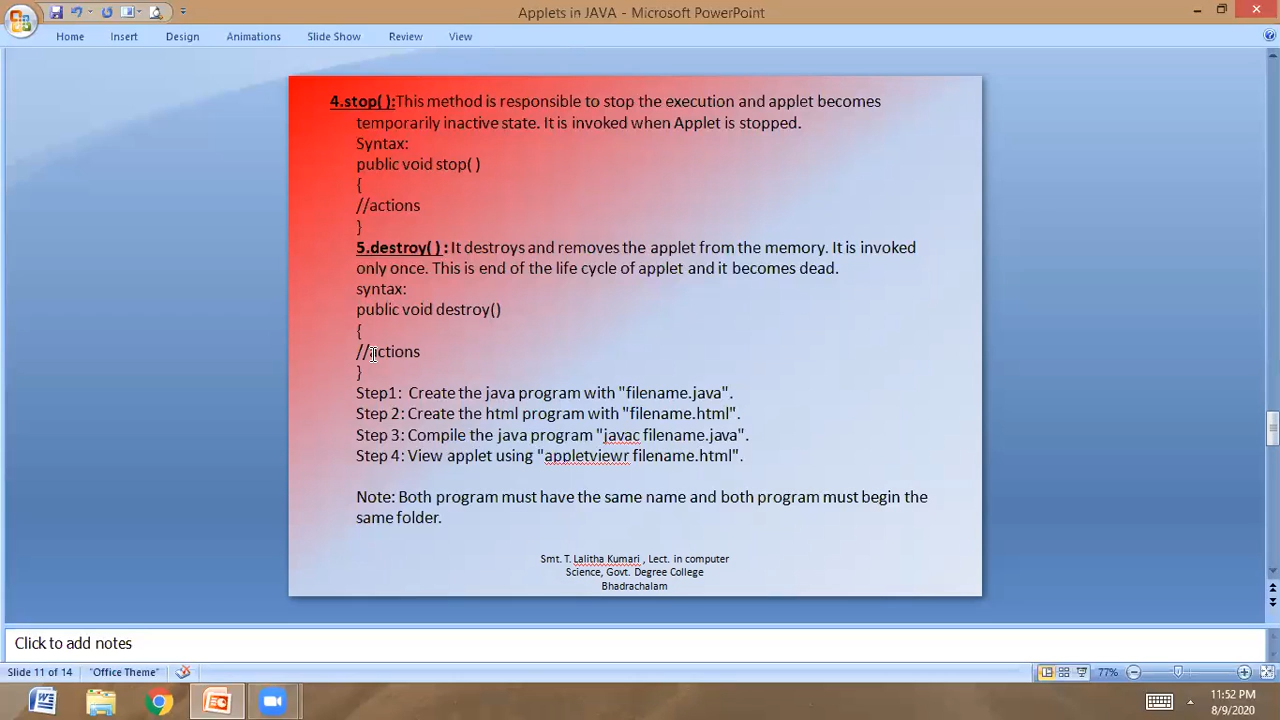 Applets in JAVA - Microsoft PowerPoint
Home Insert Design Animations Slide Show Review View
4.stop( ):This method is responsible to stop the execution and applet becomes
temporarily inactive state. It is invoked when Applet is stopped.
Syntax:
public void stop( )
{
//actions
}
5.destroy( ) : It destroys and removes the applet from the memory. It is invoked
only once. This is end of the life cycle of applet and it becomes dead.
syntax:
public void destroy()
{
//actions
}
Step1: Create the java program with "filename.java".
Step 2: Create the html program with "filename.html".
Step 3: Compile the java program "javac filename.java".
Step 4: View applet using "appletviewr filename.html".
Note: Both program must have the same name and both program must begin the
same folder.
Smt. T. Lalitha Kumari , Lect. in computer
Science, Govt. Degree College
Bhadrachalam
Click to add notes
Slide 11 of 14 "Office Theme" 77%
11:52 PM
8/9/2020